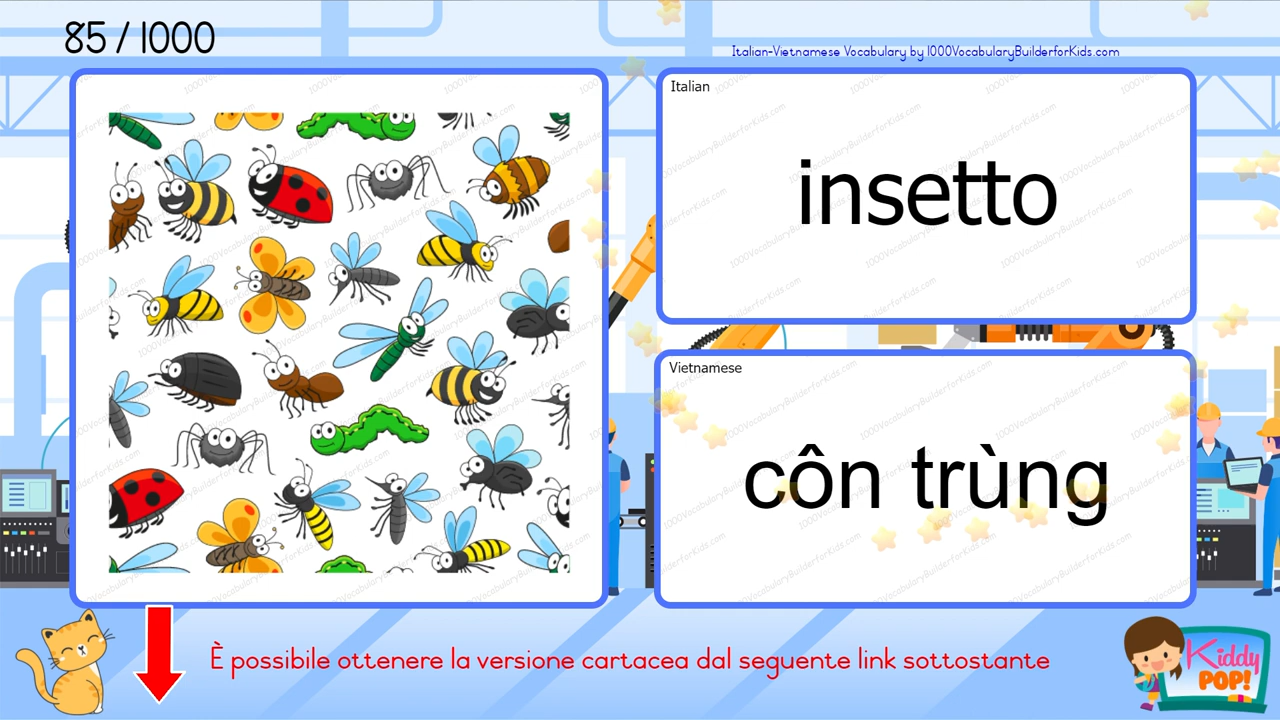 85 / 1000
Italian-Vietnamese Vocabulary by 1000VocabularyBuilderforKids.com
Italian
insetto
Vietnamese
côn trùng
È possibile ottenere la versione cartacea dal seguente link sottostante
Kiddy
POP!